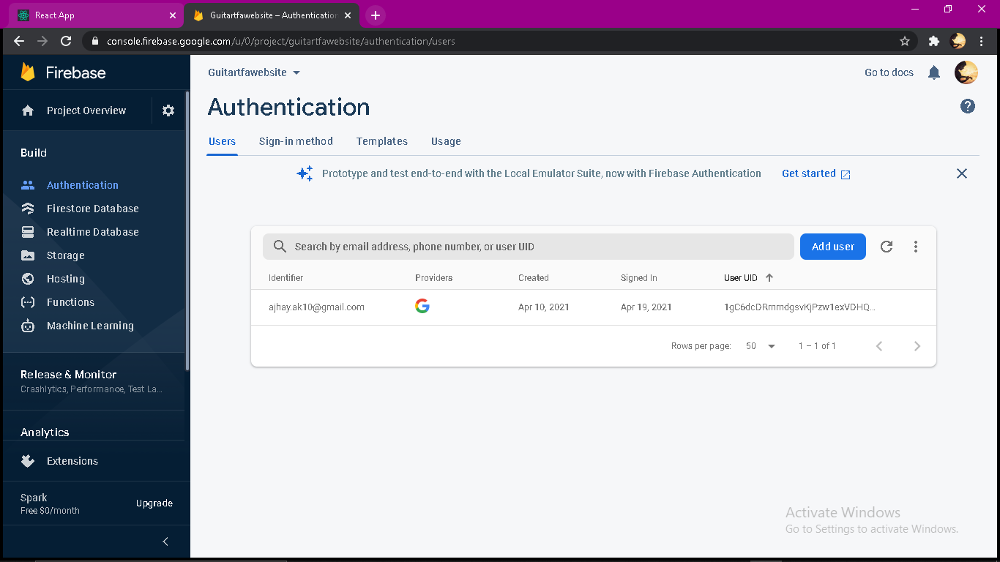 React App
Guitartfawebsite – Authentication
console.firebase.google.com/u/0/project/guitartfawebsite/authentication/users
Firebase
Project Overview
Build
Authentication
Firestore Database
Realtime Database
Storage
Hosting
Functions
Machine Learning
Release & Monitor
Crashlytics, Performance, Test La...
Analytics
Extensions
Spark
Free $0/month
Upgrade
Guitartfawebsite
Go to docs
Authentication
Users Sign-in method Templates Usage
Prototype and test end-to-end with the Local Emulator Suite, now with Firebase Authentication Get started
Search by email address, phone number, or user UID
Add user
Identifier Providers Created Signed In User UID
ajhay.ak10@gmail.com Apr 10, 2021 Apr 19, 2021 1gC6dcDRmmdgsvKjPzw1exVDHQ...
Rows per page: 50 1 – 1 of 1
Activate Windows
Go to Settings to activate Windows.